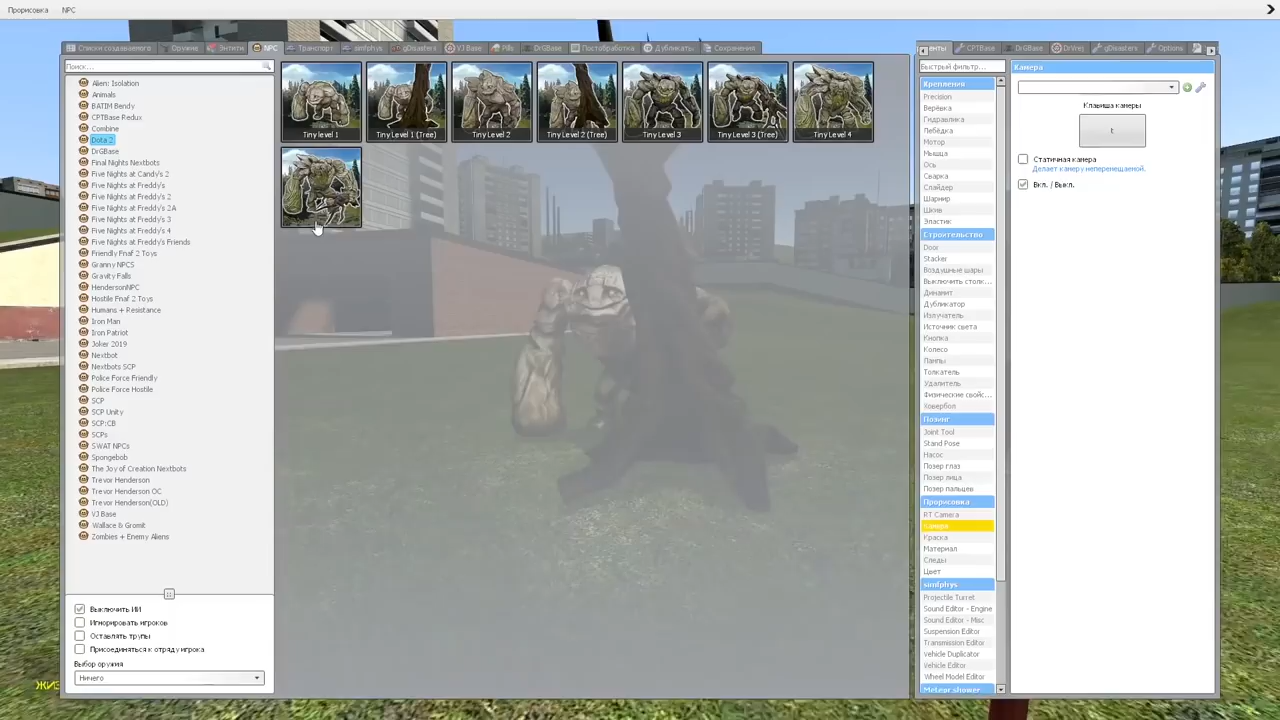 Прорисовка NPC
Списки создаваемого Оружие Энтити NPC Транспорт simfphys gDisasters VJ Base Pills DrGBase Постобработка Дубликаты Сохранения
CPTBase DrGBase DrVrej gDisasters Options
Поиск...
Alien: Isolation
Animals
BATIM Bendy
CPTBase Redux
Combine
Dota 2
DrGBase
Final Nights Nextbots
Five Nights at Candy's 2
Five Nights at Freddy's
Five Nights at Freddy's 2
Five Nights at Freddy's 2A
Five Nights at Freddy's 3
Five Nights at Freddy's 4
Five Nights at Freddy's Friends
Friendly Fnaf 2 Toys
Granny NPCS
Gravity Falls
HendersonNPC
Hostile Fnaf 2 Toys
Humans + Resistance
Iron Man
Iron Patriot
Joker 2019
Nextbot
Nextbots SCP
Police Force Friendly
Police Force Hostile
SCP
SCP Unity
SCP:CB
SCPs
SWAT NPCs
Spongebob
The Joy of Creation Nextbots
Trevor Henderson
Trevor Henderson OC
Trevor Henderson(OLD)
VJ Base
Wallace & Gromit
Zombies + Enemy Aliens
Выключить ИИ
Игнорировать игроков
Оставлять трупы
Присоединяться к отряду игрока
Выбор оружия
Ничего
Tiny level 1 Tiny level 1 (Tree) Tiny Level 2 Tiny Level 2 (Tree) Tiny Level 3 Tiny Level 3 (Tree) Tiny Level 4
Быстрый фильтр...
Крепления
Precision
Верёвка
Гидравлика
Лебёдка
Мотор
Мышца
Ось
Сварка
Слайдер
Шарнир
Шкив
Эластик
Строительство
Door
Stacker
Воздушные шары
Выключить столк...
Динамит
Дубликатор
Излучатель
Источник света
Кнопка
Колесо
Лампы
Толкатель
Удалитель
Физические свойс...
Ховербол
Позинг
Joint Tool
Stand Pose
Насос
Позер глаз
Позер лица
Позер пальцев
Прорисовка
RT Camera
Камера
Краска
Материал
Следы
Цвет
simfphys
Projectile Turret
Sound Editor - Engine
Sound Editor - Misc
Suspension Editor
Transmission Editor
Vehicle Duplicator
Vehicle Editor
Wheel Model Editor
Meteor shower
Камера
Клавиша камеры
t
Статичная камера
Делает камеру неперемещаемой.
Вкл. / Выкл.